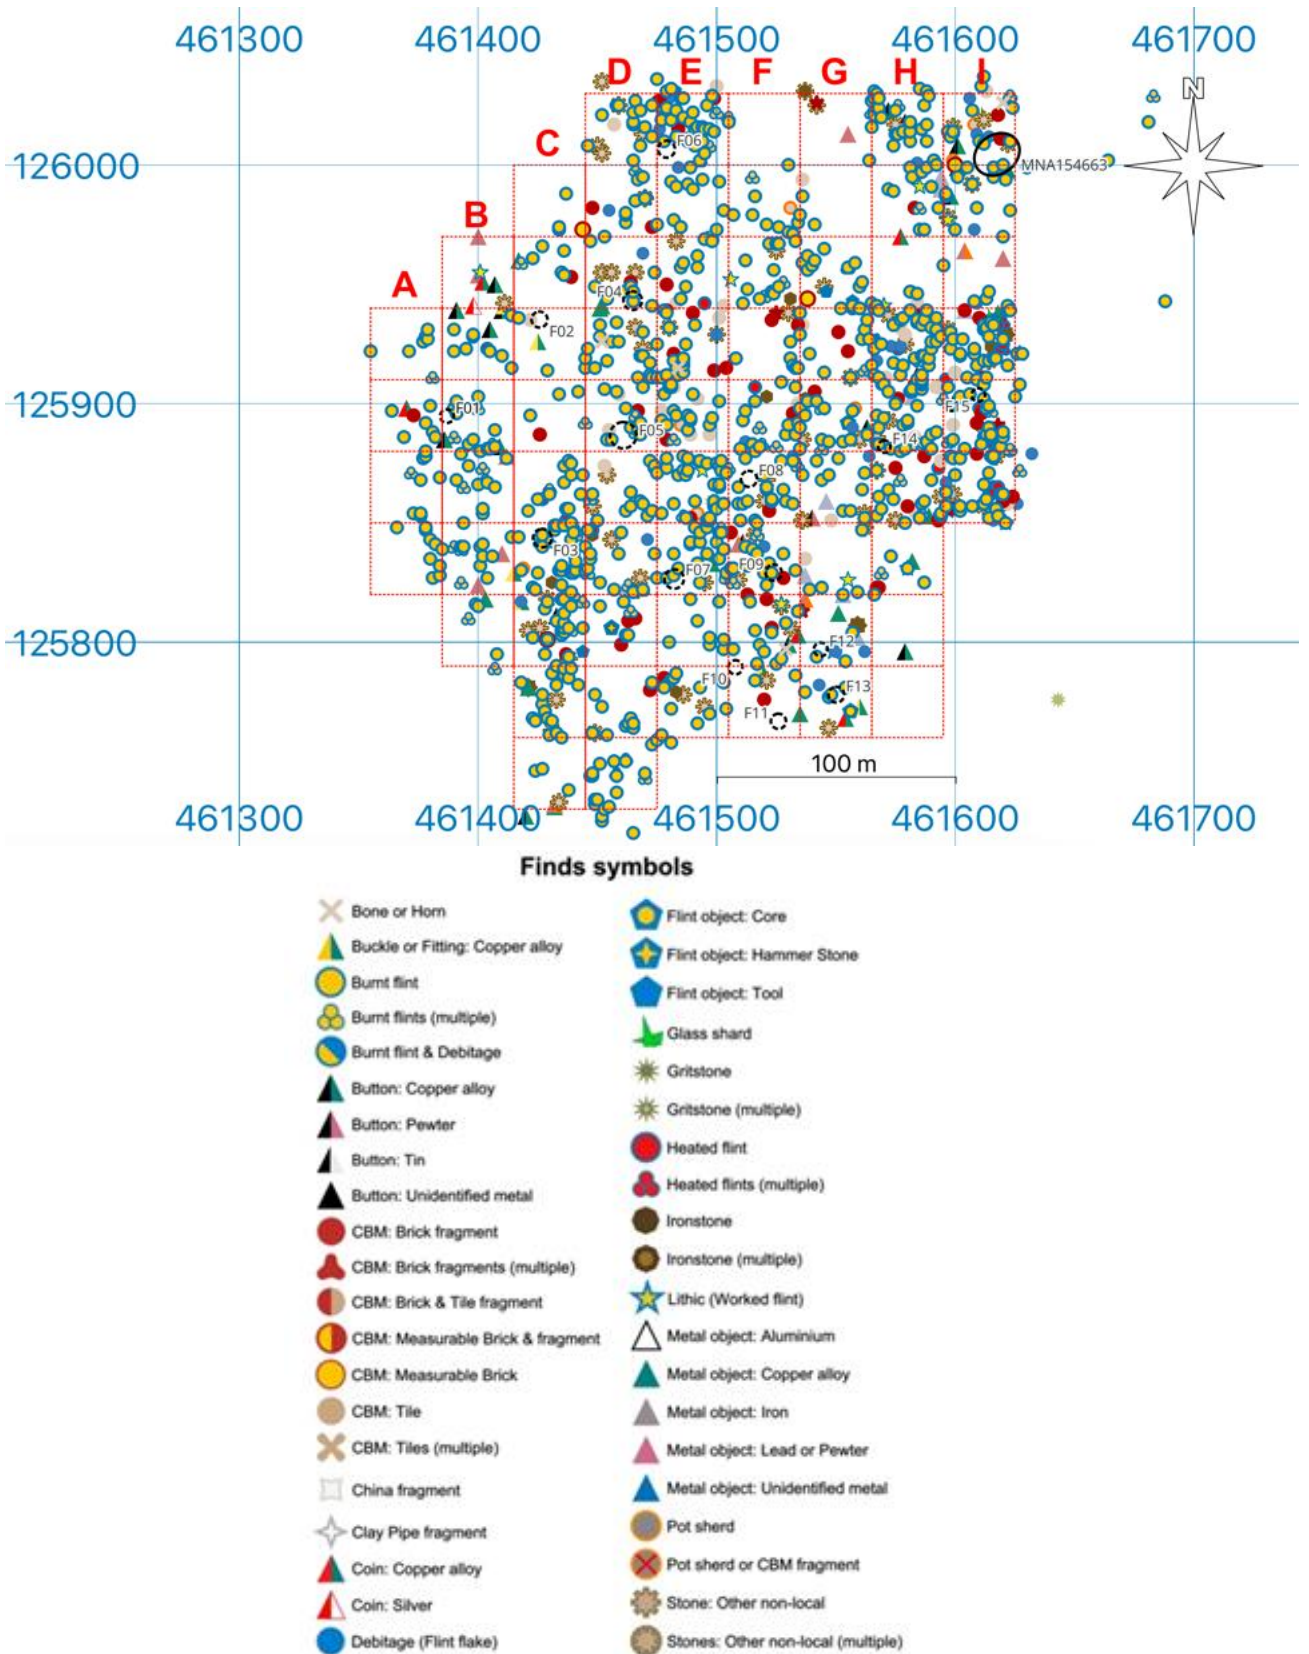 461300 461400 461500 461600 461700
D E F G H I
N
C
F06
126000
MNA154663
B
A
F04
F02
125900
F01
F15
F05
F14
F08
F03
F09
F07
125800
F12
F10
F13
F11
100 m
461300 461400 461500 461600 461700
Finds symbols
Bone or Horn
Buckle or Fitting: Copper alloy
Burnt flint
Burnt flints (multiple)
Burnt flint & Debitage
Button: Copper alloy
Button: Pewter
Button: Tin
Button: Unidentified metal
CBM: Brick fragment
CBM: Brick fragments (multiple)
CBM: Brick & Tile fragment
CBM: Measurable Brick & fragment
CBM: Measurable Brick
CBM: Tile
CBM: Tiles (multiple)
China fragment
Clay Pipe fragment
Coin: Copper alloy
Coin: Silver
Debitage (Flint flake)
Flint object: Core
Flint object: Hammer Stone
Flint object: Tool
Glass shard
Gritstone
Gritstone (multiple)
Heated flint
Heated flints (multiple)
Ironstone
Ironstone (multiple)
Lithic (Worked flint)
Metal object: Aluminium
Metal object: Copper alloy
Metal object: Iron
Metal object: Lead or Pewter
Metal object: Unidentified metal
Pot sherd
Pot sherd or CBM fragment
Stone: Other non-local
Stones: Other non-local (multiple)